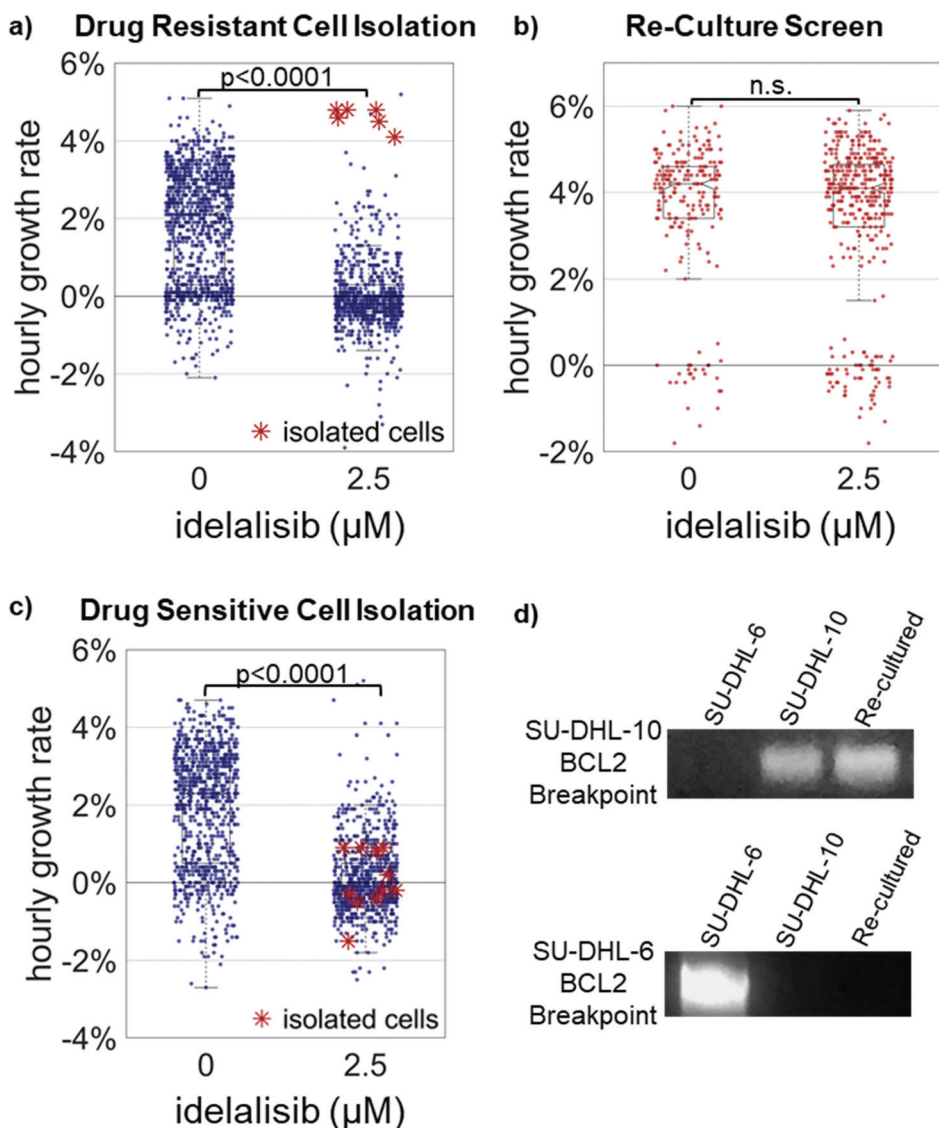 a) Drug Resistant Cell Isolation
6%
4%
2%
0%
-2%
-4%
hourly growth rate
p<0.0001
isolated cells
0 2.5
idelalisib (µM)
b) Re-Culture Screen
6%
4%
2%
0%
-2%
hourly growth rate
n.s.
0 2.5
idelalisib (µM)
c) Drug Sensitive Cell Isolation
6%
4%
2%
0%
-2%
-4%
hourly growth rate
p<0.0001
isolated cells
0 2.5
idelalisib (µM)
d)
SU-DHL-6
SU-DHL-10
Re-cultured
SU-DHL-10
BCL2
Breakpoint
SU-DHL-6
SU-DHL-10
Re-cultured
SU-DHL-6
BCL2
Breakpoint